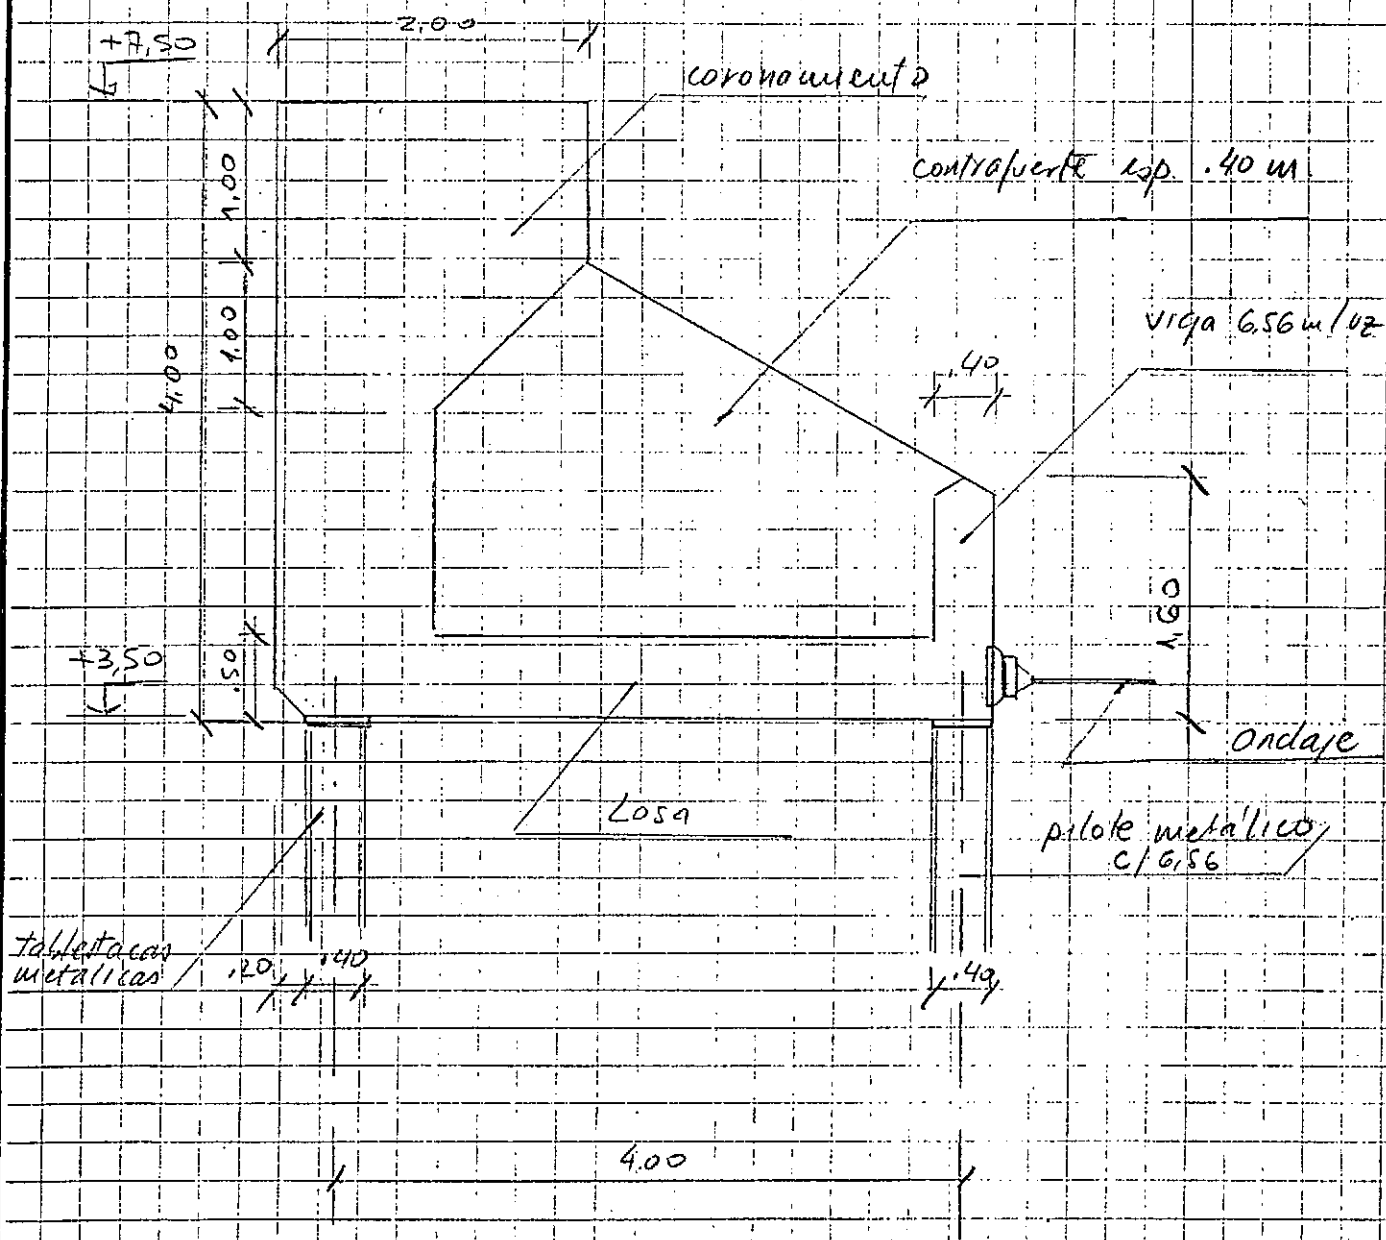 2,00
+7,50
coronamiento
1,00
contrafuerte esp. .40 m
1.00
4,00
viga 6,56 m/uz
.40
1,60
+3,50
.50
Losa
anclaje
pilote metálico
c/ 6,56
tablestacas
metálicas
.20
.40
.40
4.00